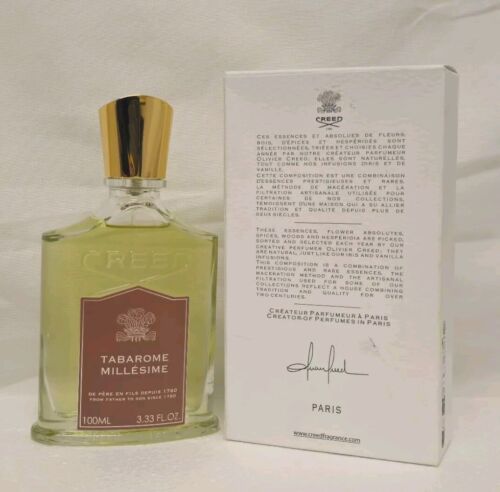 CREED
TABAROME
MILLÉSIME
DE PÈRE EN FILS DEPUIS 1760
FROM FATHER TO SON SINCE 1760
100ML 3.33 FL.OZ.
CREED
CES ESSENCES ET ABSOLUES DE FLEURS,
BOIS, D'ÉPICES ET HESPÉRIDÉS SONT
SÉLECTIONNÉES, TRIÉES ET CHOISIES CHAQUE
ANNÉE PAR NOTRE CRÉATEUR PARFUMEUR
OLIVIER CREED; ELLES SONT NATURELLES,
TOUT COMME NOS INFUSIONS D'IRIS ET DE
VANILLE.
CETTE COMPOSITION EST UNE COMBINAISON
D'ESSENCES PRESTIGIEUSES ET RARES.
LA MÉTHODE DE MACÉRATION ET LA
FILTRATION ARTISANALE UTILISÉS POUR
CERTAINES DE NOS COLLECTIONS,
TEMOIGNENT D'UNE MAISON QUI A SU ALLIER
TRADITION ET QUALITÉ DEPUIS PLUS DE
DEUX SIÈCLES.
THESE ESSENCES, FLOWER ABSOLUTES,
SPICES, WOODS AND HESPERIDIA ARE PICKED,
SORTED AND SELECTED EACH YEAR BY OUR
CREATIVE PERFUMER OLIVIER CREED; THEY
ARE NATURAL, JUST LIKE OUR IRIS AND VANILLA
INFUSIONS.
THIS COMPOSITION IS A COMBINATION OF
PRESTIGIOUS AND RARE ESSENCES. THE
MACERATION METHOD AND THE ARTISANAL
FILTRATION USED FOR SOME OF OUR
COLLECTIONS REFLECT A HOUSE COMBINING
TRADITION AND QUALITY FOR OVER
TWO CENTURIES.
CRÉATEUR PARFUMEUR À PARIS
CREATOR OF PERFUMES IN PARIS
PARIS
www.creedfragrance.com